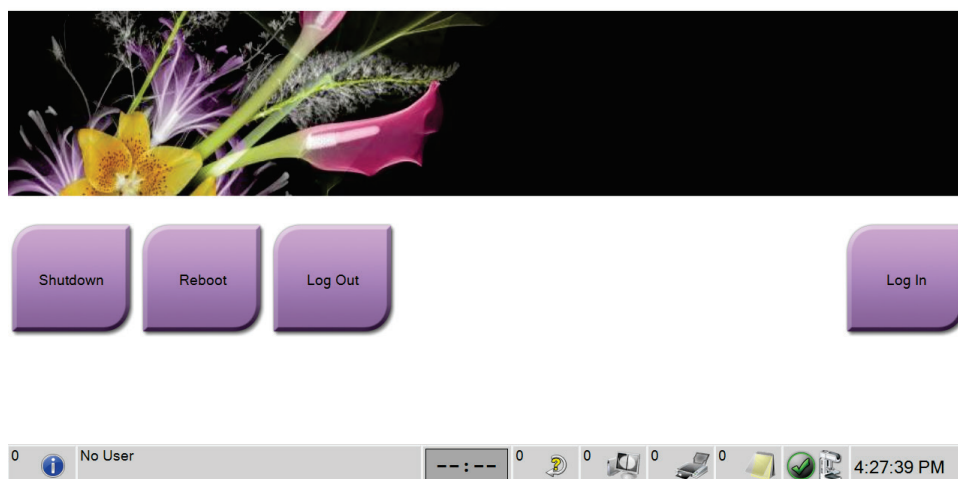 Shutdown
Reboot
Log Out
Log In
0
No User
--:--
0
0
0
0
4:27:39 PM